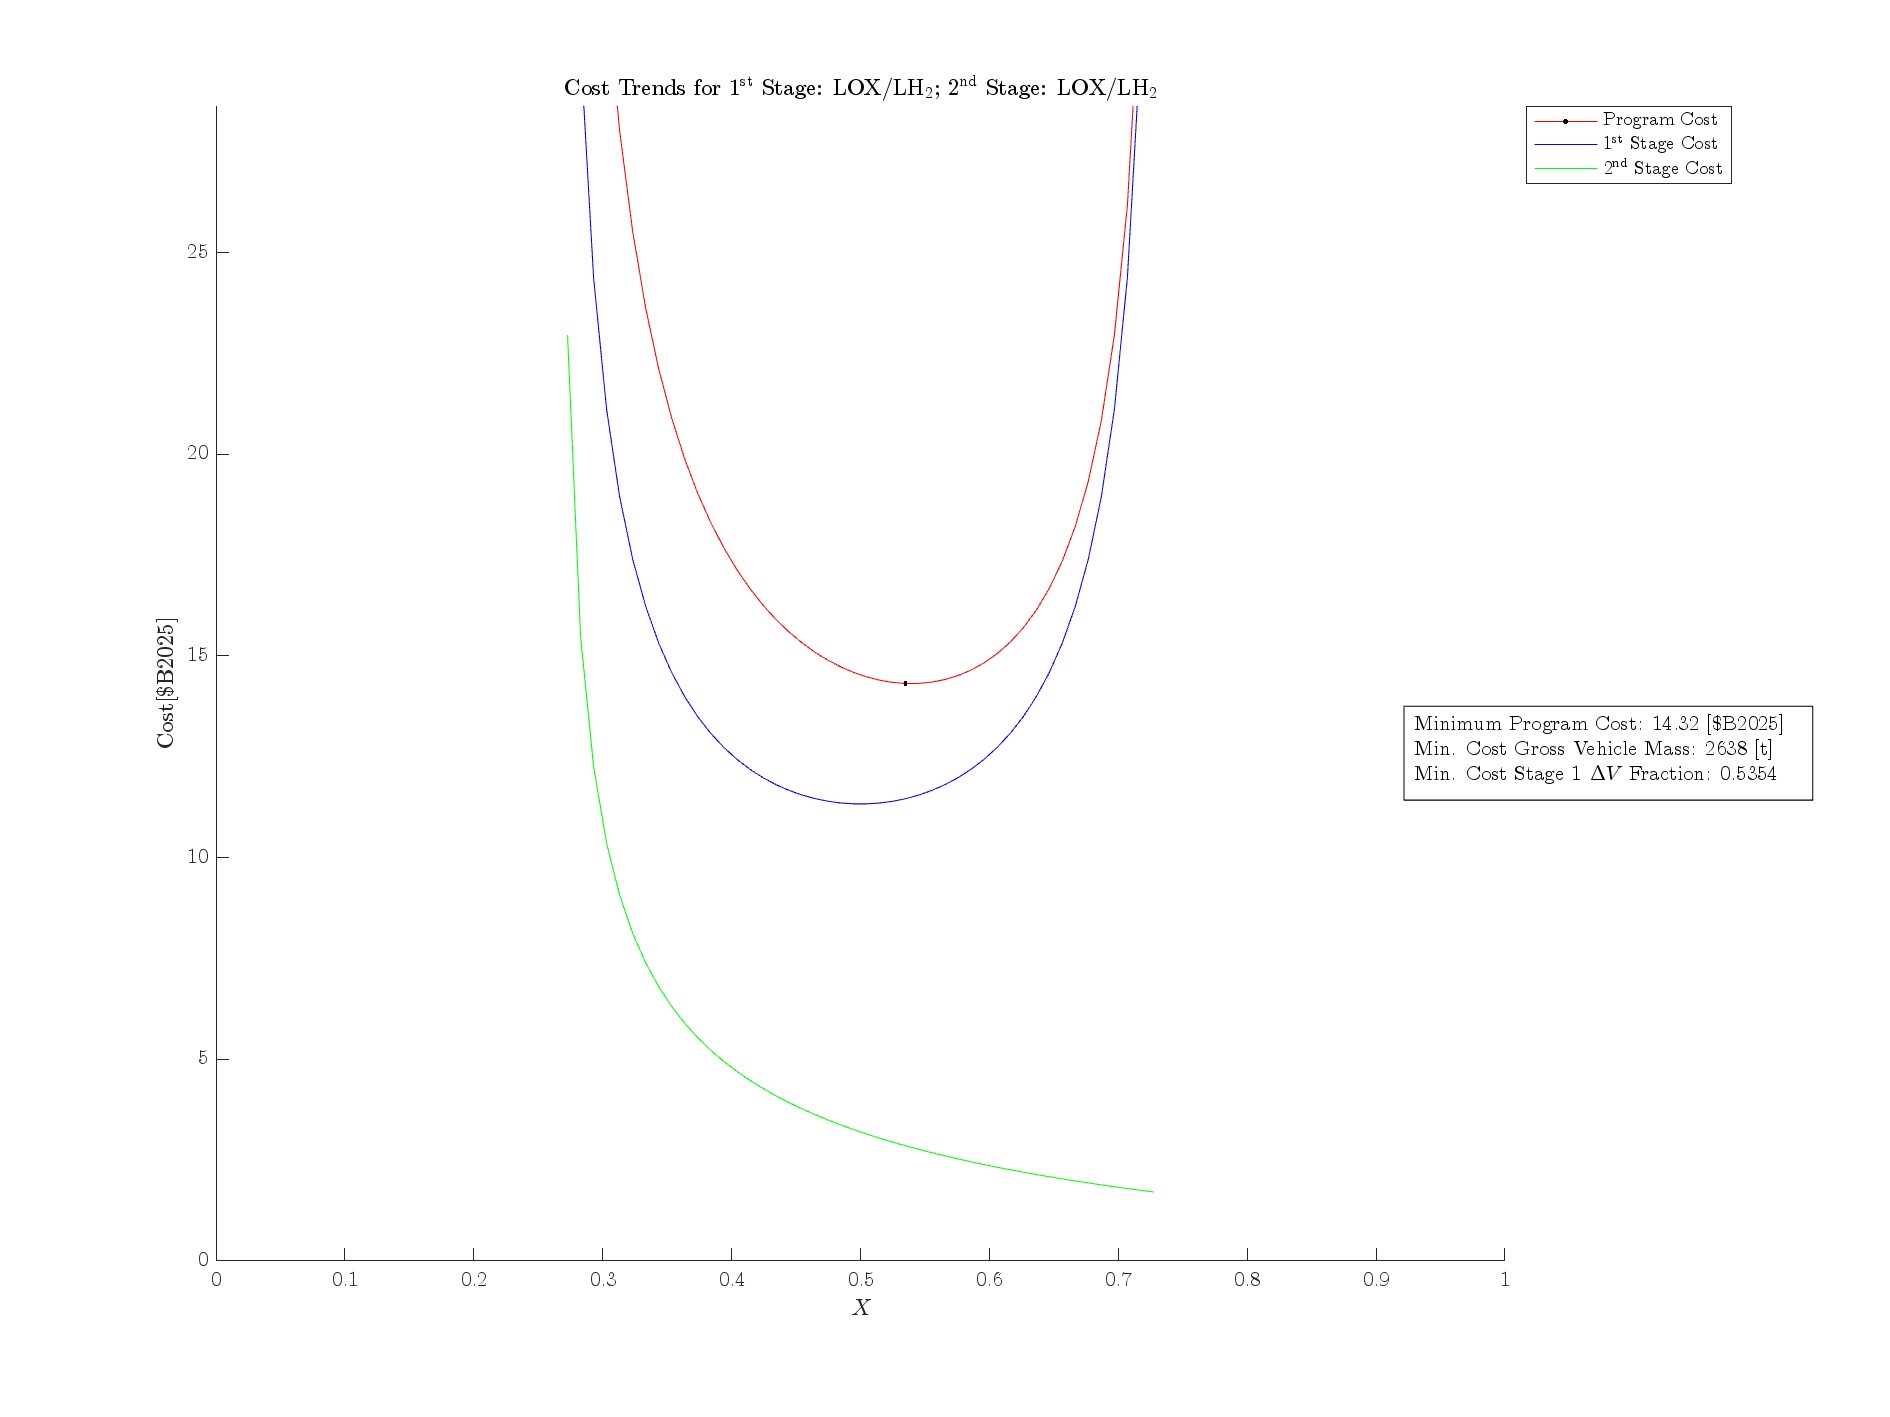 Cost Trends for 1st Stage: LOX/LH₂; 2nd Stage: LOX/LH₂
Program Cost
1st Stage Cost
2nd Stage Cost
25
20
15
10
5
0
Cost[$B2025]
Minimum Program Cost: 14.32 [$B2025]
Min. Cost Gross Vehicle Mass: 2638 [t]
Min. Cost Stage 1 ΔV Fraction: 0.5354
0 0.1 0.2 0.3 0.4 0.5 0.6 0.7 0.8 0.9 1
X